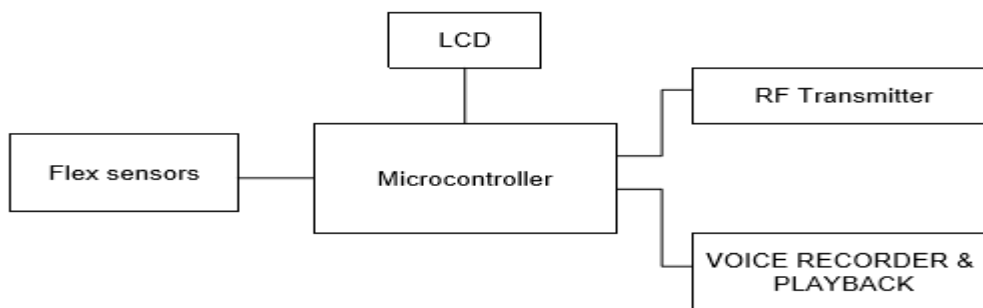 LCD
RF Transmitter
Flex sensors
Microcontroller
VOICE RECORDER &
PLAYBACK